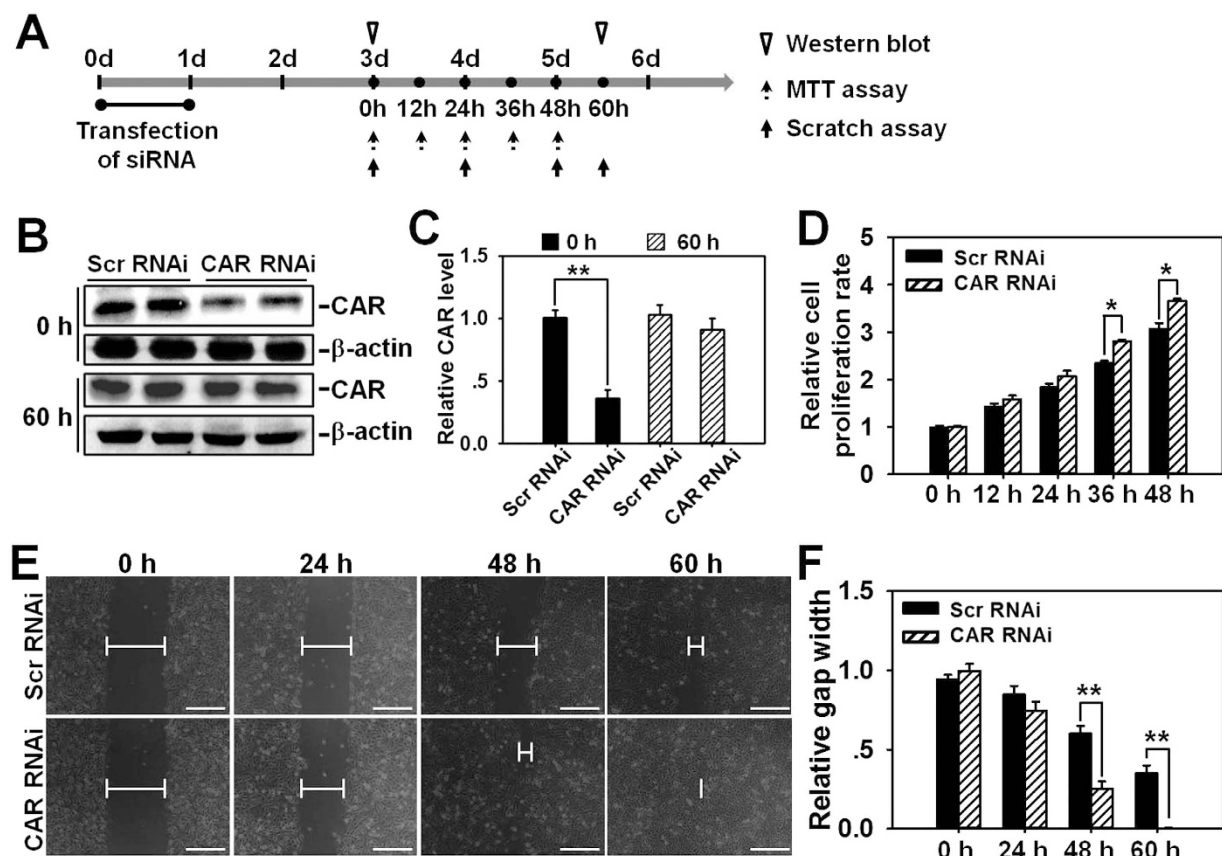 A
0d 1d 2d 3d 4d 5d 6d
0h 12h 24h 36h 48h 60h
Transfection
of siRNA
Western blot
MTT assay
Scratch assay
B
Scr RNAi CAR RNAi
0 h
-CAR
-β-actin
60 h
-CAR
-β-actin
C
0 h 60 h
Relative CAR level
1.5
1.0
.5
0.0
**
Scr RNAi CAR RNAi Scr RNAi CAR RNAi
D
Relative cell
proliferation rate
5
4
3
2
1
0
Scr RNAi
CAR RNAi
* *
0 h 12 h 24 h 36 h 48 h
E
0 h 24 h 48 h 60 h
Scr RNAi
CAR RNAi
F
Relative gap width
1.5
1.0
.5
0.0
Scr RNAi
CAR RNAi
** **
0 h 24 h 48 h 60 h